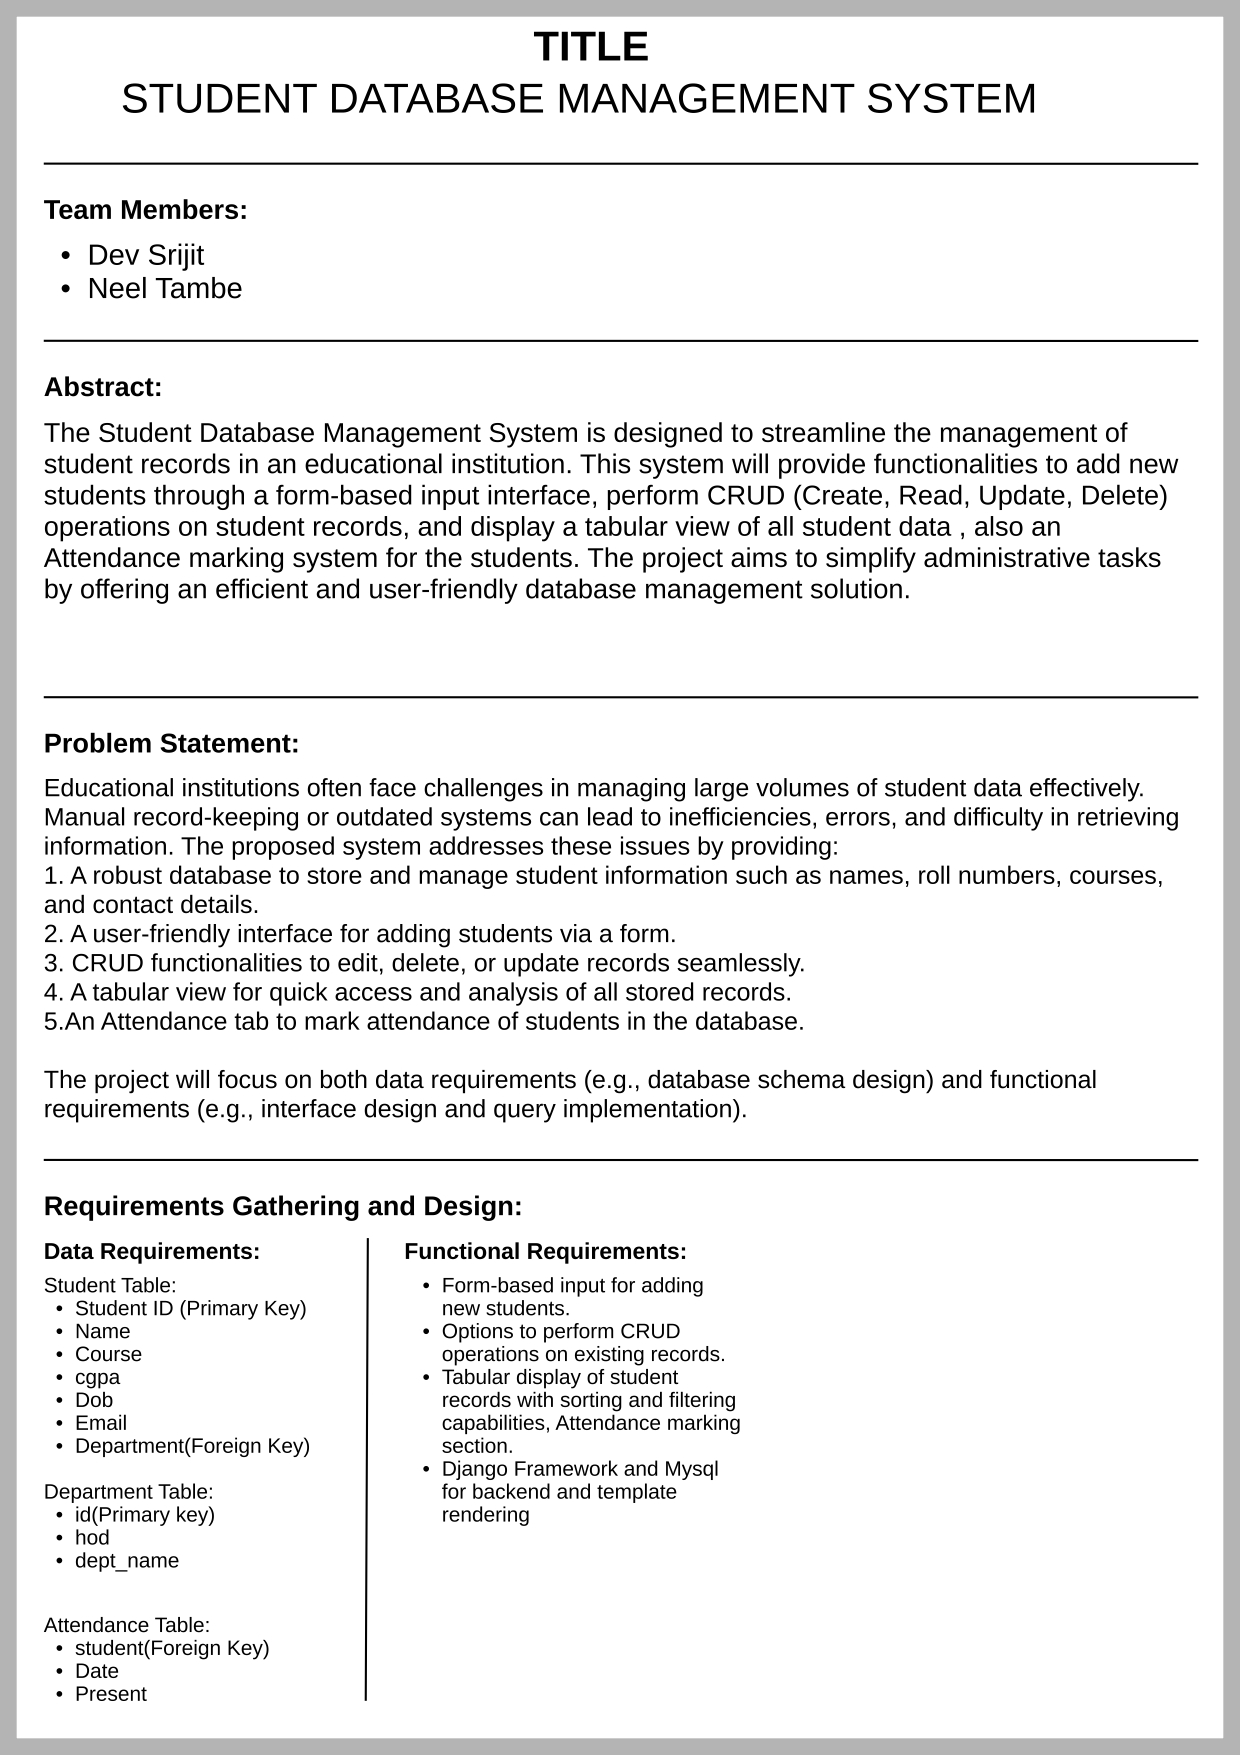 TITLE
STUDENT DATABASE MANAGEMENT SYSTEM
Team Members:
• Dev Srijit
• Neel Tambe
Abstract:
The Student Database Management System is designed to streamline the management of
student records in an educational institution. This system will provide functionalities to add new
students through a form-based input interface, perform CRUD (Create, Read, Update, Delete)
operations on student records, and display a tabular view of all student data , also an
Attendance marking system for the students. The project aims to simplify administrative tasks
by offering an efficient and user-friendly database management solution.
Problem Statement:
Educational institutions often face challenges in managing large volumes of student data effectively.
Manual record-keeping or outdated systems can lead to inefficiencies, errors, and difficulty in retrieving
information. The proposed system addresses these issues by providing:
1. A robust database to store and manage student information such as names, roll numbers, courses,
and contact details.
2. A user-friendly interface for adding students via a form.
3. CRUD functionalities to edit, delete, or update records seamlessly.
4. A tabular view for quick access and analysis of all stored records.
5.An Attendance tab to mark attendance of students in the database.
The project will focus on both data requirements (e.g., database schema design) and functional
requirements (e.g., interface design and query implementation).
Requirements Gathering and Design:
Data Requirements:
Student Table:
• Student ID (Primary Key)
• Name
• Course
• cgpa
• Dob
• Email
• Department(Foreign Key)
Department Table:
• id(Primary key)
• hod
• dept_name
Attendance Table:
• student(Foreign Key)
• Date
• Present
Functional Requirements:
• Form-based input for adding
new students.
• Options to perform CRUD
operations on existing records.
• Tabular display of student
records with sorting and filtering
capabilities, Attendance marking
section.
• Django Framework and Mysql
for backend and template
rendering